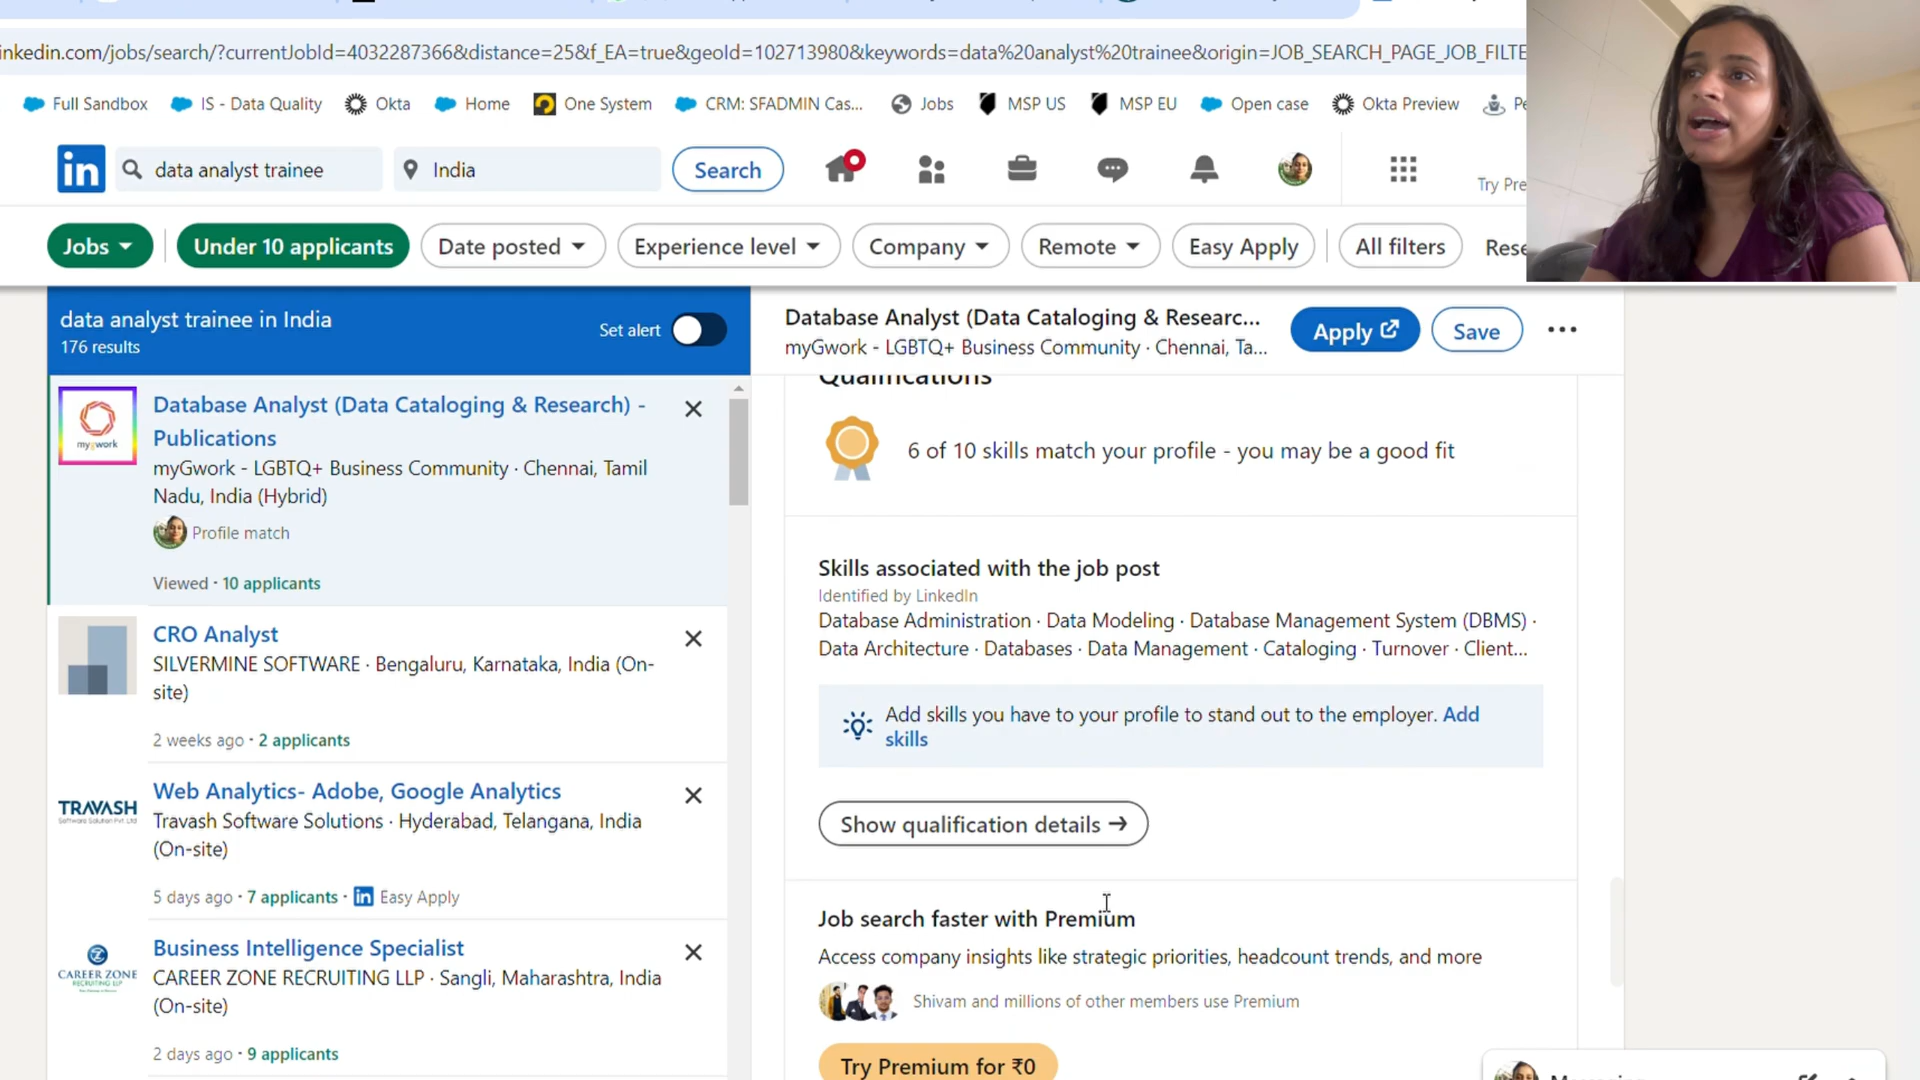 inkedin.com/jobs/search/?currentJobId=4032287366&distance=25&f_EA=true&geoId=102713980&keywords=data%20analyst%20trainee&origin=JOB_SEARCH_PAGE_JOB_FILTE
Full Sandbox IS - Data Quality Okta Home One System CRM: SFADMIN Cas... Jobs MSP US MSP EU Open case Okta Preview Pe
in data analyst trainee India Search
Try Pre
Jobs Under 10 applicants Date posted Experience level Company Remote Easy Apply All filters Rese
data analyst trainee in India
176 results
Set alert
Database Analyst (Data Cataloging & Research) -
Publications
mygwork
myGwork - LGBTQ+ Business Community · Chennai, Tamil
Nadu, India (Hybrid)
Profile match
Viewed · 10 applicants
CRO Analyst
SILVERMINE SOFTWARE · Bengaluru, Karnataka, India (On-
site)
2 weeks ago · 2 applicants
Web Analytics- Adobe, Google Analytics
TRAVASH
Travash Software Solutions · Hyderabad, Telangana, India
(On-site)
5 days ago · 7 applicants · in Easy Apply
Business Intelligence Specialist
CAREER ZONE
RECRUITING LLP
CAREER ZONE RECRUITING LLP · Sangli, Maharashtra, India
(On-site)
2 days ago · 9 applicants
Database Analyst (Data Cataloging & Researc...
myGwork - LGBTQ+ Business Community · Chennai, Ta...
Apply Save
Qualifications
6 of 10 skills match your profile - you may be a good fit
Skills associated with the job post
Identified by LinkedIn
Database Administration · Data Modeling · Database Management System (DBMS) ·
Data Architecture · Databases · Data Management · Cataloging · Turnover · Client...
Add skills you have to your profile to stand out to the employer. Add
skills
Show qualification details →
Job search faster with Premium
Access company insights like strategic priorities, headcount trends, and more
Shivam and millions of other members use Premium
Try Premium for ₹0